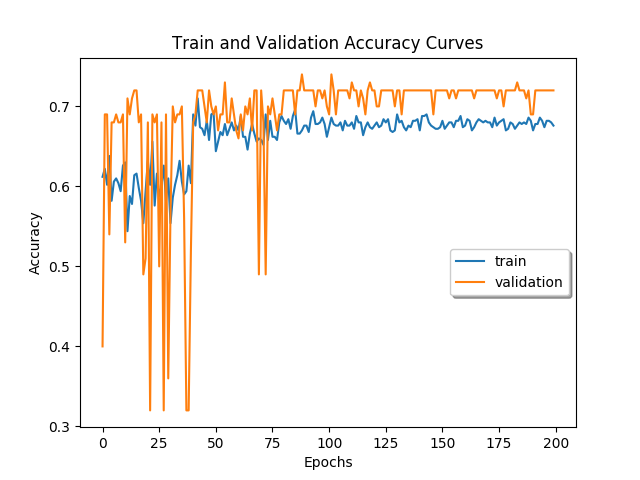 Train and Validation Accuracy Curves
0.7
0.6
0.5
0.4
0.3
Accuracy
train
validation
0 25 50 75 100 125 150 175 200
Epochs